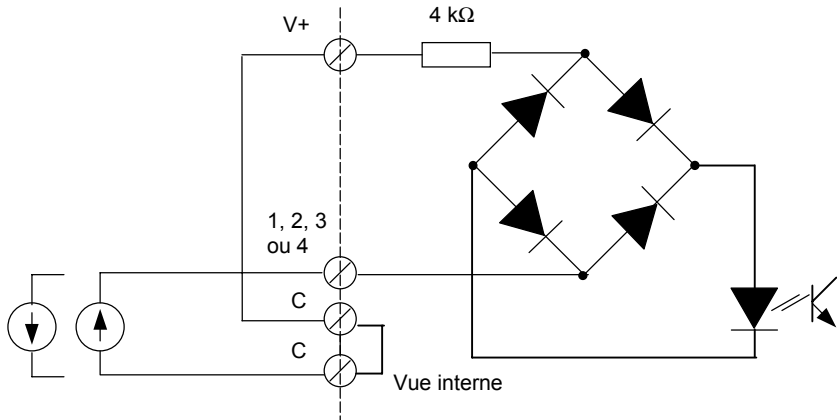 V+
4 kΩ
1, 2, 3
ou 4
C
C
Vue interne